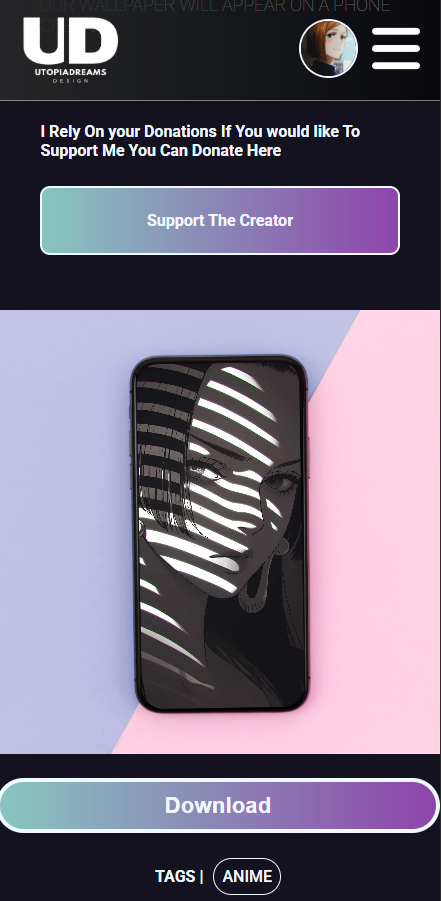 YOUR WALLPAPER WILL APPEAR ON A PHONE
UD
UTOPIADREAMS
DESIGN
I Rely On your Donations If You would like To
Support Me You Can Donate Here
Support The Creator
Download
TAGS |
ANIME